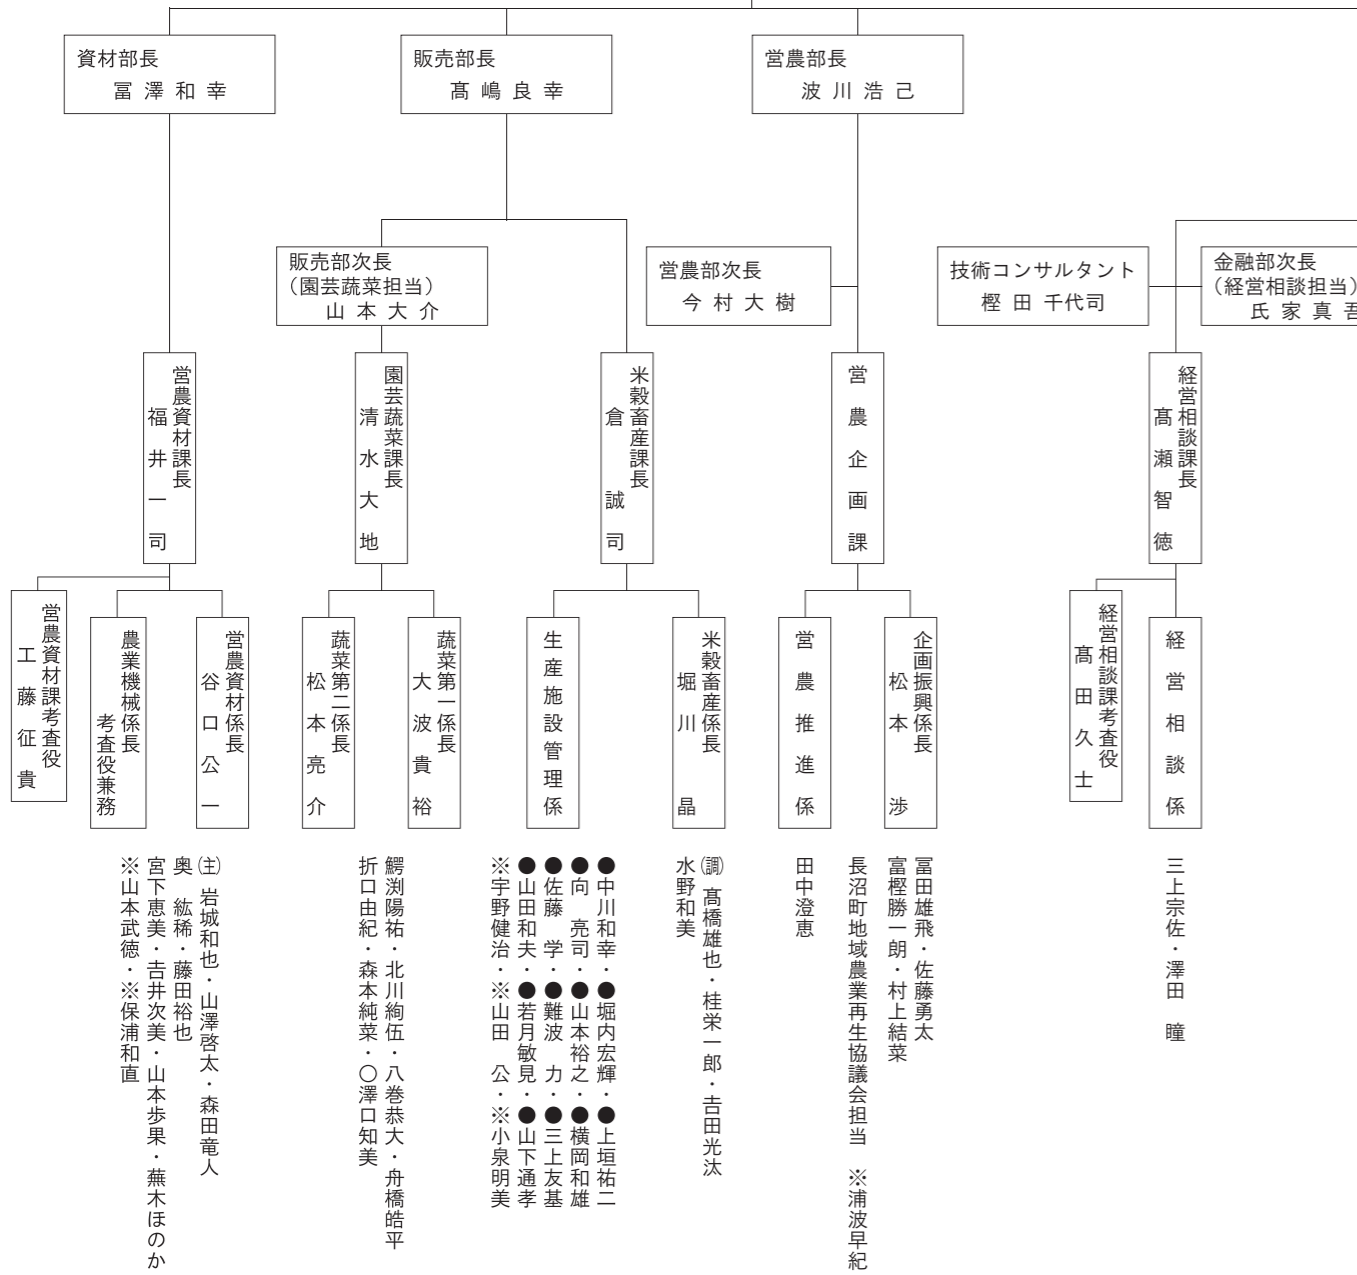 資材部長
冨澤和幸
販売部長
髙嶋良幸
営農部長
波川浩己
販売部次長
（園芸蔬菜担当）
山本大介
営農部次長
今村大樹
技術コンサルタント
樫田千代司
金融部次長
（経営相談担当）
氏家真吾
営農資材課長
福井一司
園芸蔬菜課長
清水大地
米穀畜産課長
倉誠司
営農企画課
経営相談課長
髙瀬智徳
営農資材課考査役
工藤征貴
農業機械係長
考査役兼務
営農資材係長
谷口公一
蔬菜第二係長
松本亮介
蔬菜第一係長
大波貴裕
生産施設管理係
米穀畜産係長
堀川晶
営農推進係
企画振興係長
松本渉
経営相談課考査役
髙田久士
経営相談係
㈜岩城和也・山澤啓太・森田竜人
奥　紘稀・藤田裕也
宮下恵美・𠮷井次美・山本歩果・蕪木ほのか
※山本武徳・※保浦和直
鰐渕陽祐・北川絢伍・八巻恭大・舟橋皓平
折口由紀・森本純菜・〇澤口知美
●中川和幸・●堀内宏輝・●上垣祐二
●向　亮司・●山本裕之・●横岡和雄
●佐藤　学・●難波　力・●三上友基
●山田和夫・●若月敏見・●山下通孝
※宇野健治・※山田　公・※小泉明美
(調)髙橋雄也・桂栄一郎・𠮷田光汰
水野和美
田中澄恵
冨田雄飛・佐藤勇太
富樫勝一朗・村上結菜
長沼町地域農業再生協議会担当　※浦波早紀
三上宗佐・澤田　瞳